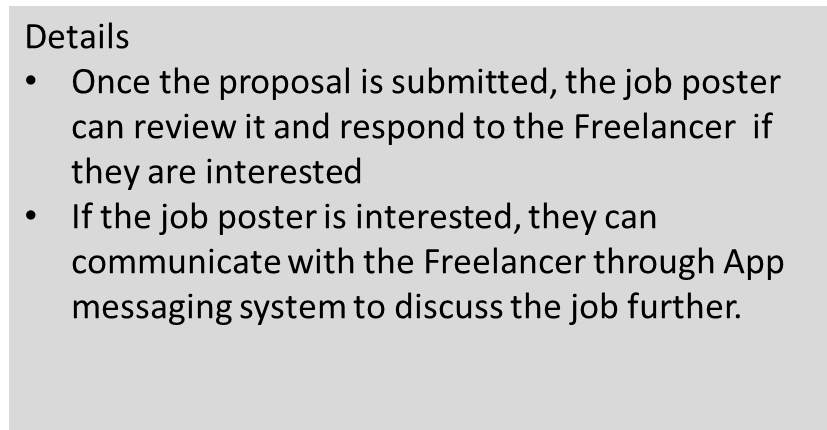 Details
• Once the proposal is submitted, the job poster
can review it and respond to the Freelancer  if
they are interested
• If the job poster is interested, they can
communicate with the Freelancer through App
messaging system to discuss the job further.